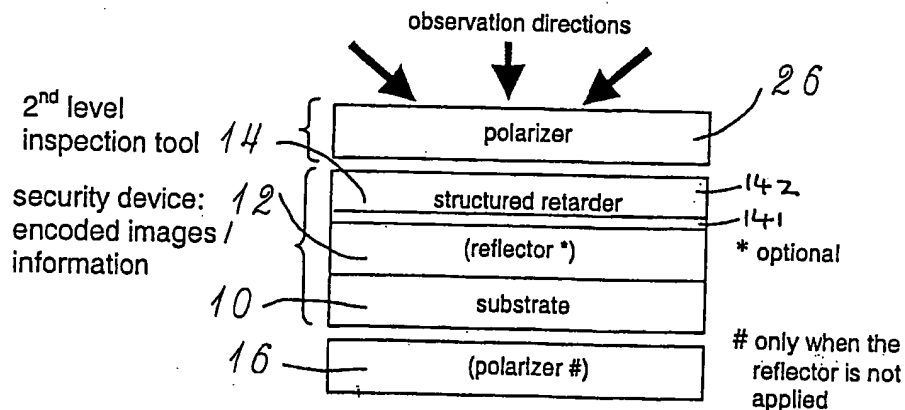 observation directions
26
2nd level
inspection tool 14
polarizer
security device:
encoded images /
information
12
structured retarder
142
141
(reflector *)
* optional
10
substrate
16
(polarizer #)
# only when the
reflector is not
applied